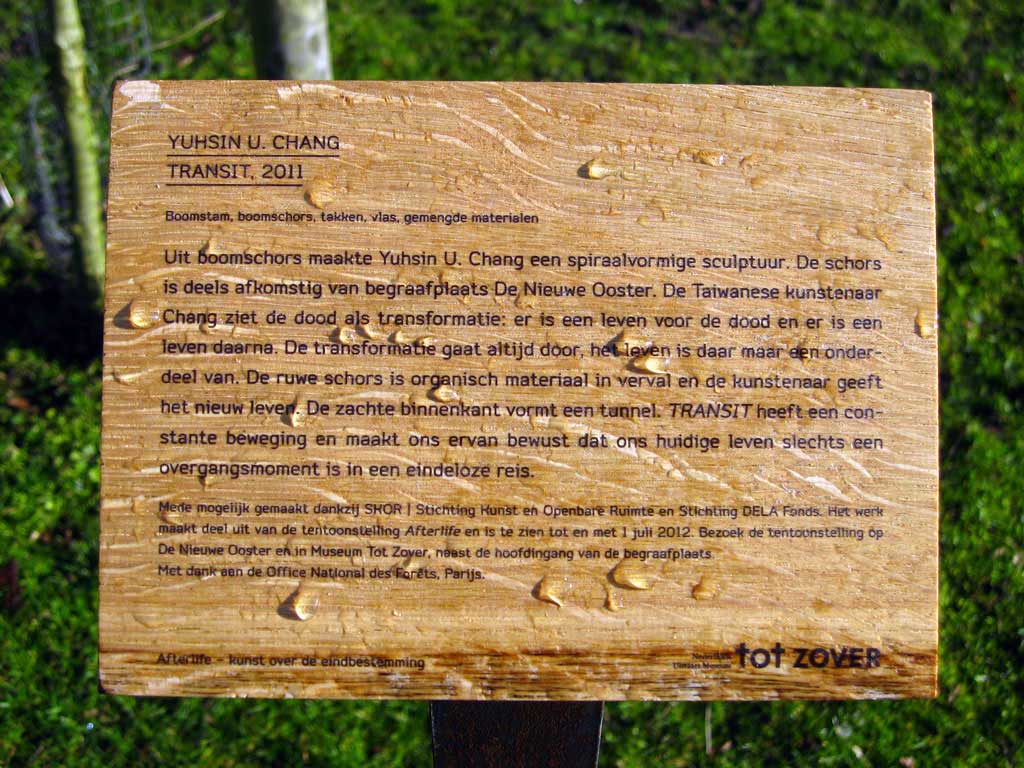 YUHSIN U. CHANG
TRANSIT, 2011
Boomstam, boomschors, takken, vlas, gemengde materialen
Uit boomschors maakte Yuhsin U. Chang een spiraalvormige sculptuur. De schors
is deels afkomstig van begraafplaats De Nieuwe Ooster. De Taiwanese kunstenaar
Chang ziet de dood als transformatie: er is een leven voor de dood en er is een
leven daarna. De transformatie gaat altijd door, het leven is daar maar een onder-
deel van. De ruwe schors is organisch materiaal in verval en de kunstenaar geeft
het nieuw leven. De zachte binnenkant vormt een tunnel. TRANSIT heeft een con-
stante beweging en maakt ons ervan bewust dat ons huidige leven slechts een
overgangsmoment is in een eindeloze reis.
Mede mogelijk gemaakt dankzij SKOR | Stichting Kunst en Openbare Ruimte en Stichting DELA Fonds. Het werk
maakt deel uit van de tentoonstelling Afterlife en is te zien tot en met 1 juli 2012. Bezoek de tentoonstelling op
De Nieuwe Ooster en in Museum Tot Zover, naast de hoofdingang van de begraafplaats.
Met dank aan de Office National des Forêts, Parijs.
Afterlife – kunst over de eindbestemming
Nederlands
Uitvaart Museum tot ZOVER